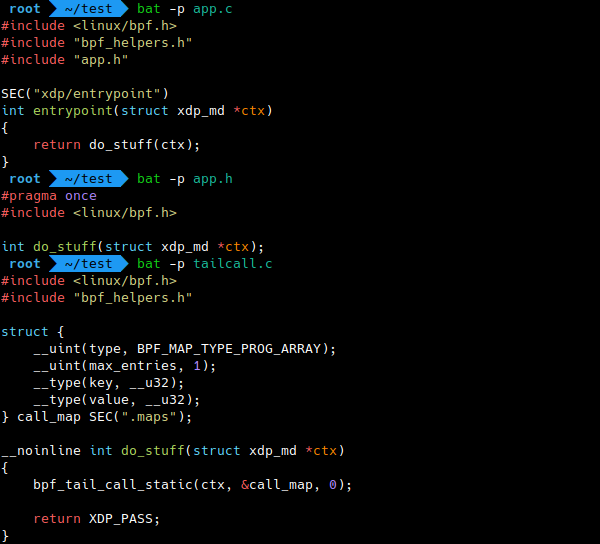 root ~/test bat -p app.c
#include <linux/bpf.h>
#include "bpf_helpers.h"
#include "app.h"

SEC("xdp/entrypoint")
int entrypoint(struct xdp_md *ctx)
{
    return do_stuff(ctx);
}
root ~/test bat -p app.h
#pragma once
#include <linux/bpf.h>

int do_stuff(struct xdp_md *ctx);
root ~/test bat -p tailcall.c
#include <linux/bpf.h>
#include "bpf_helpers.h"

struct {
    __uint(type, BPF_MAP_TYPE_PROG_ARRAY);
    __uint(max_entries, 1);
    __type(key, __u32);
    __type(value, __u32);
} call_map SEC(".maps");

__noinline int do_stuff(struct xdp_md *ctx)
{
    bpf_tail_call_static(ctx, &call_map, 0);

    return XDP_PASS;
}